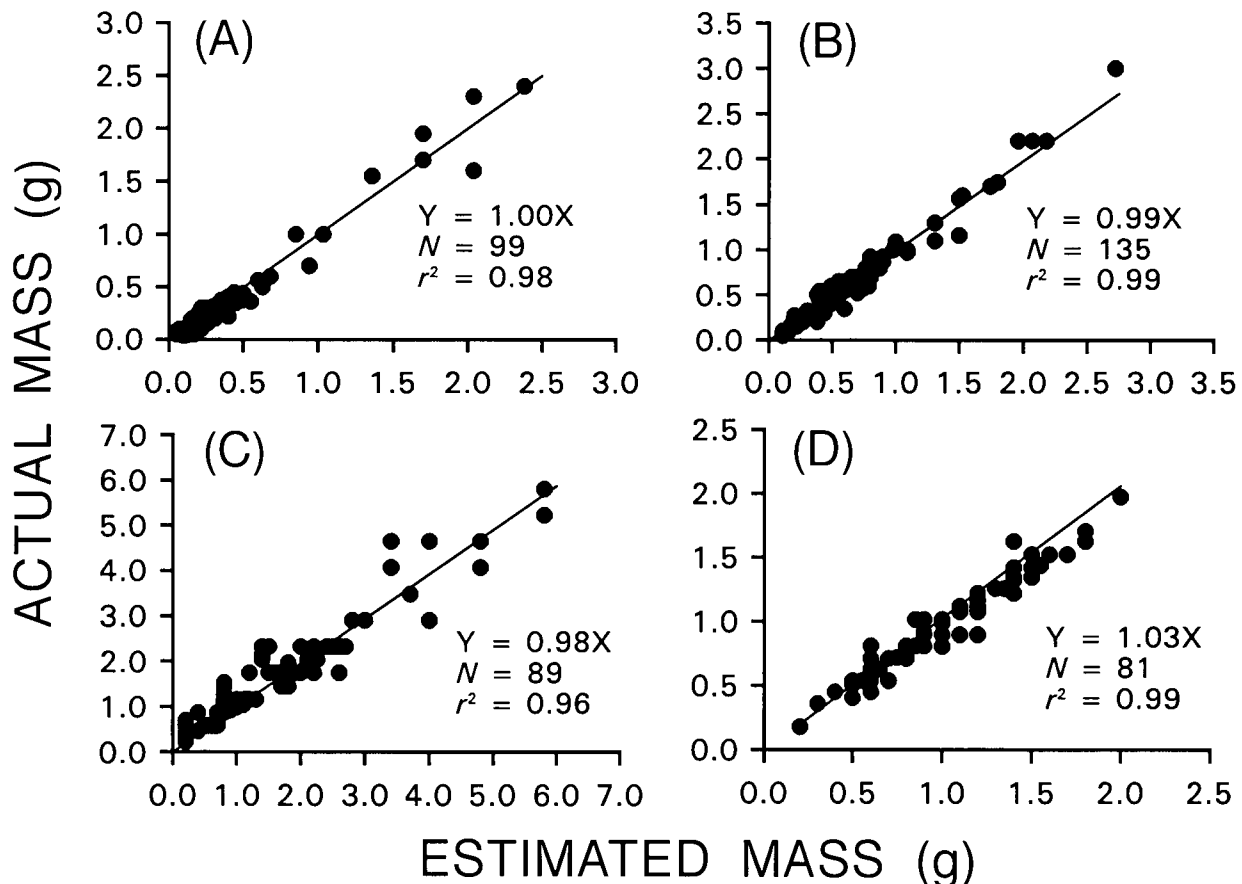 ACTUAL MASS (g)
(A)
3.0
2.5
2.0
1.5
1.0
0.5
0.0
Y = 1.00X
N = 99
r² = 0.98
0.0 0.5 1.0 1.5 2.0 2.5 3.0
(B)
3.5
3.0
2.5
2.0
1.5
1.0
0.5
0.0
Y = 0.99X
N = 135
r² = 0.99
0.0 0.5 1.0 1.5 2.0 2.5 3.0 3.5
(C)
7.0
6.0
5.0
4.0
3.0
2.0
1.0
0.0
Y = 0.98X
N = 89
r² = 0.96
0.0 1.0 2.0 3.0 4.0 5.0 6.0 7.0
(D)
2.5
2.0
1.5
1.0
0.5
0.0
Y = 1.03X
N = 81
r² = 0.99
0.0 0.5 1.0 1.5 2.0 2.5
ESTIMATED MASS (g)